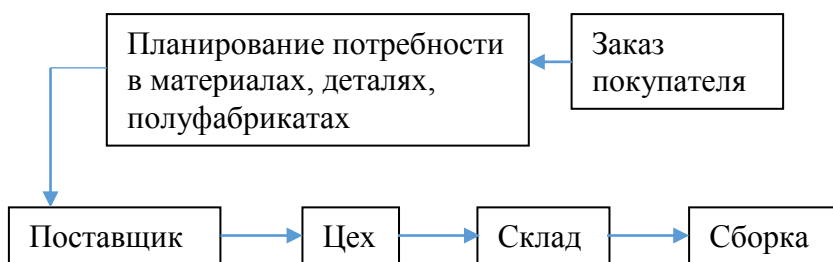 Планирование потребности
в материалах, деталях,
полуфабрикатах
Заказ
покупателя
Поставщик
Цех
Склад
Сборка